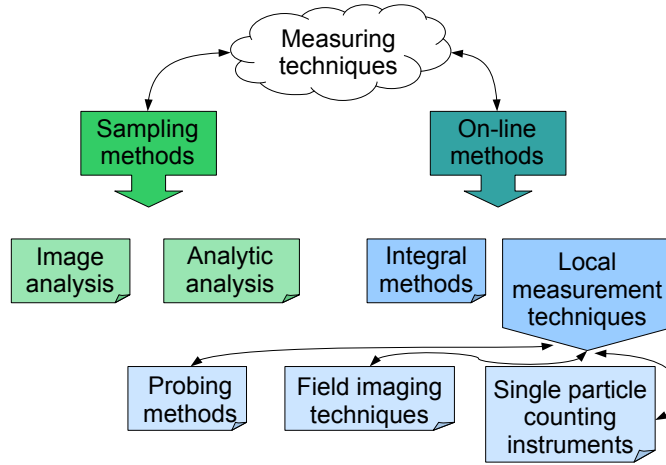 Measuring
techniques
Sampling
methods
On-line
methods
Image
analysis
Analytic
analysis
Integral
methods
Local
measurement
techniques
Probing
methods
Field imaging
techniques
Single particle
counting
instruments